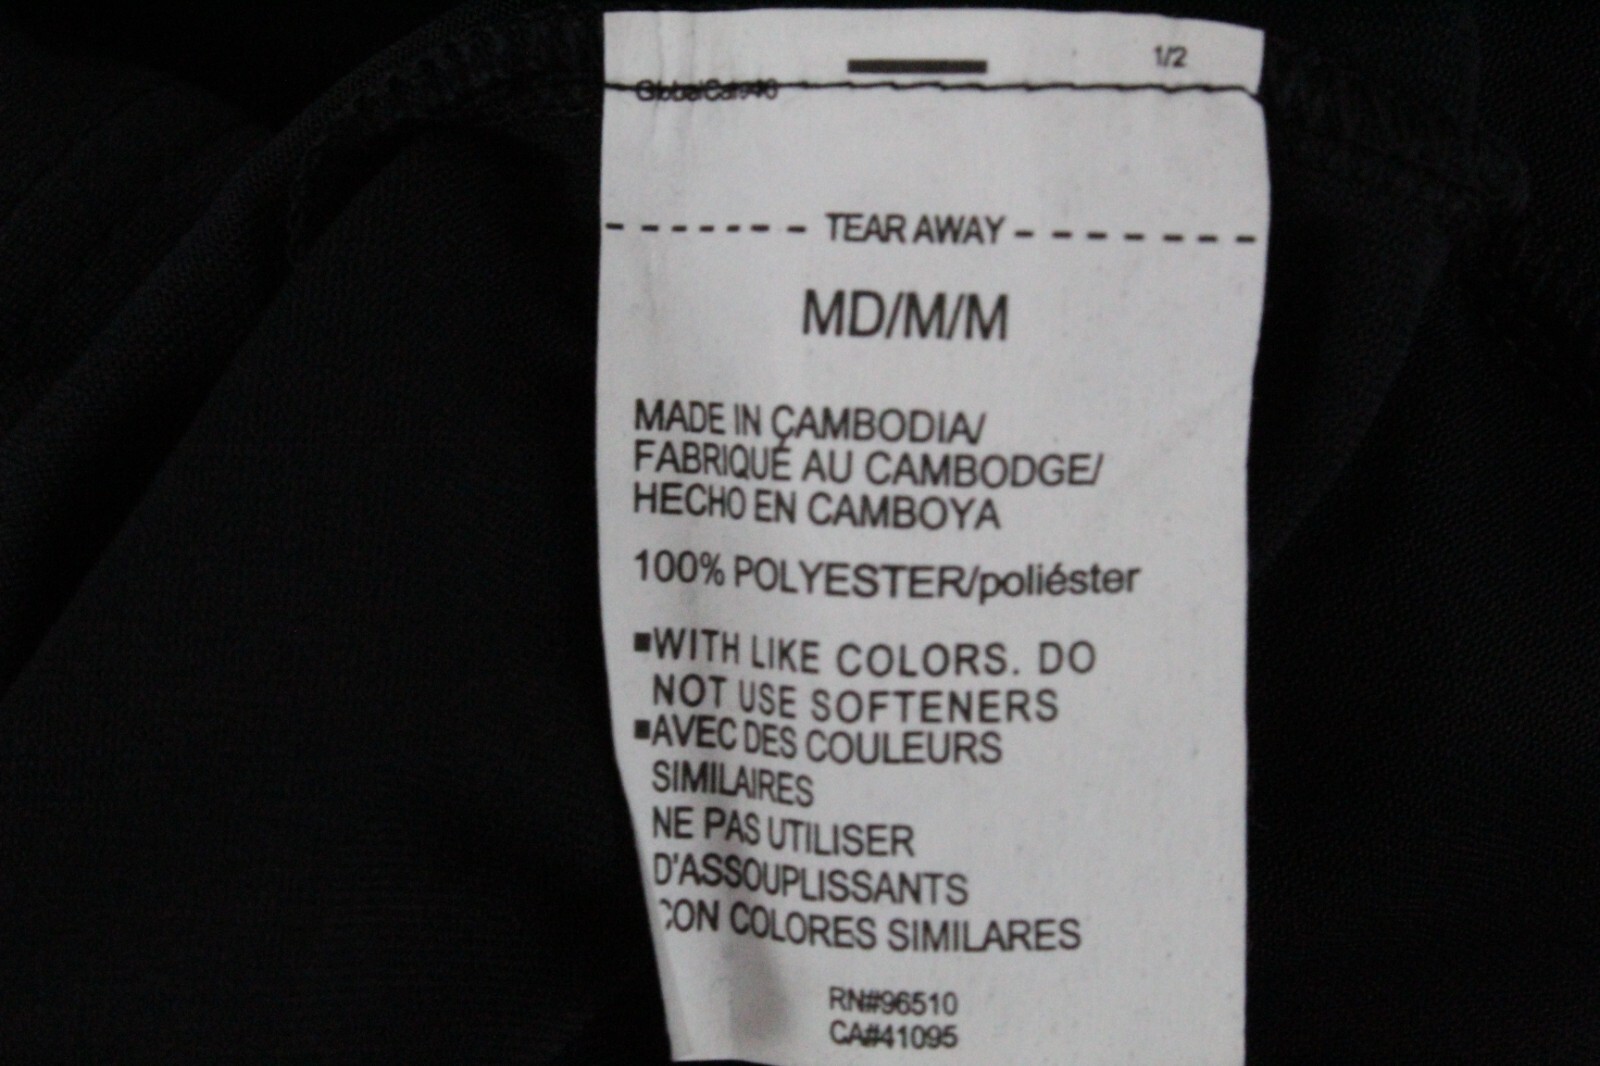 1/2
TEAR AWAY
MD/M/M
MADE IN CAMBODIA/
FABRIQUÉ AU CAMBODGE/
HECHO EN CAMBOYA
100% POLYESTER/poliéster
▪WITH LIKE COLORS. DO
NOT USE SOFTENERS
▪AVEC DES COULEURS
SIMILAIRES
NE PAS UTILISER
D'ASSOUPLISSANTS
CON COLORES SIMILARES
RN#96510
CA#41095